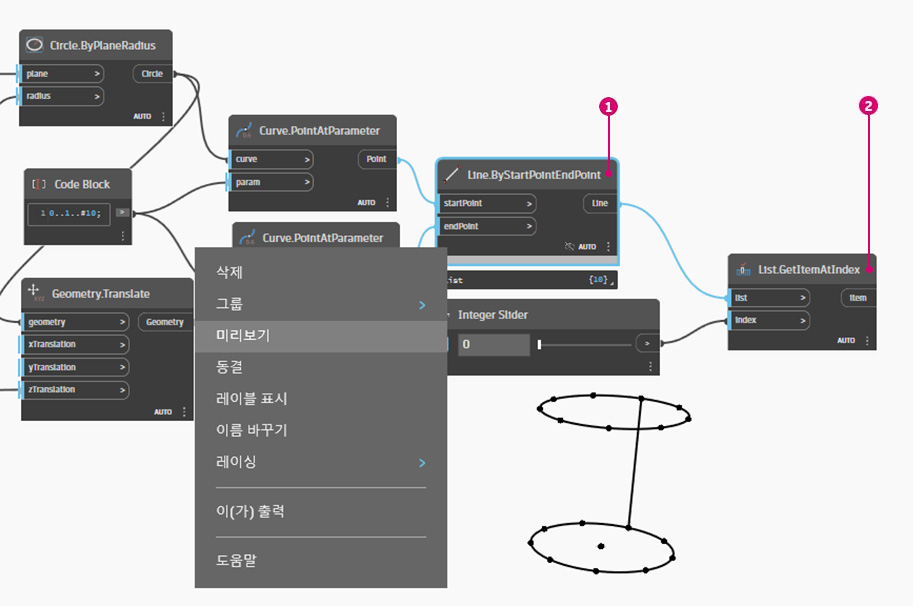 Circle.ByPlaneRadius
plane >
Circle
radius >
AUTO
Code Block
1 0..1..#10;
>
Geometry.Translate
geometry >
Geometry
xTranslation >
yTranslation >
zTranslation >
AUTO
Curve.PointAtParameter
curve >
Point
param >
AUTO
Curve.PointAtParameter
1
Line.ByStartPointEndPoint
startPoint >
Line
endPoint >
AUTO
{10}
Integer Slider
0
>
2
List.GetItemAtIndex
list >
item
index >
AUTO
삭제
그룹 >
미리보기
동결
레이블 표시
이름 바꾸기
레이싱 >
이(가) 출력
도움말